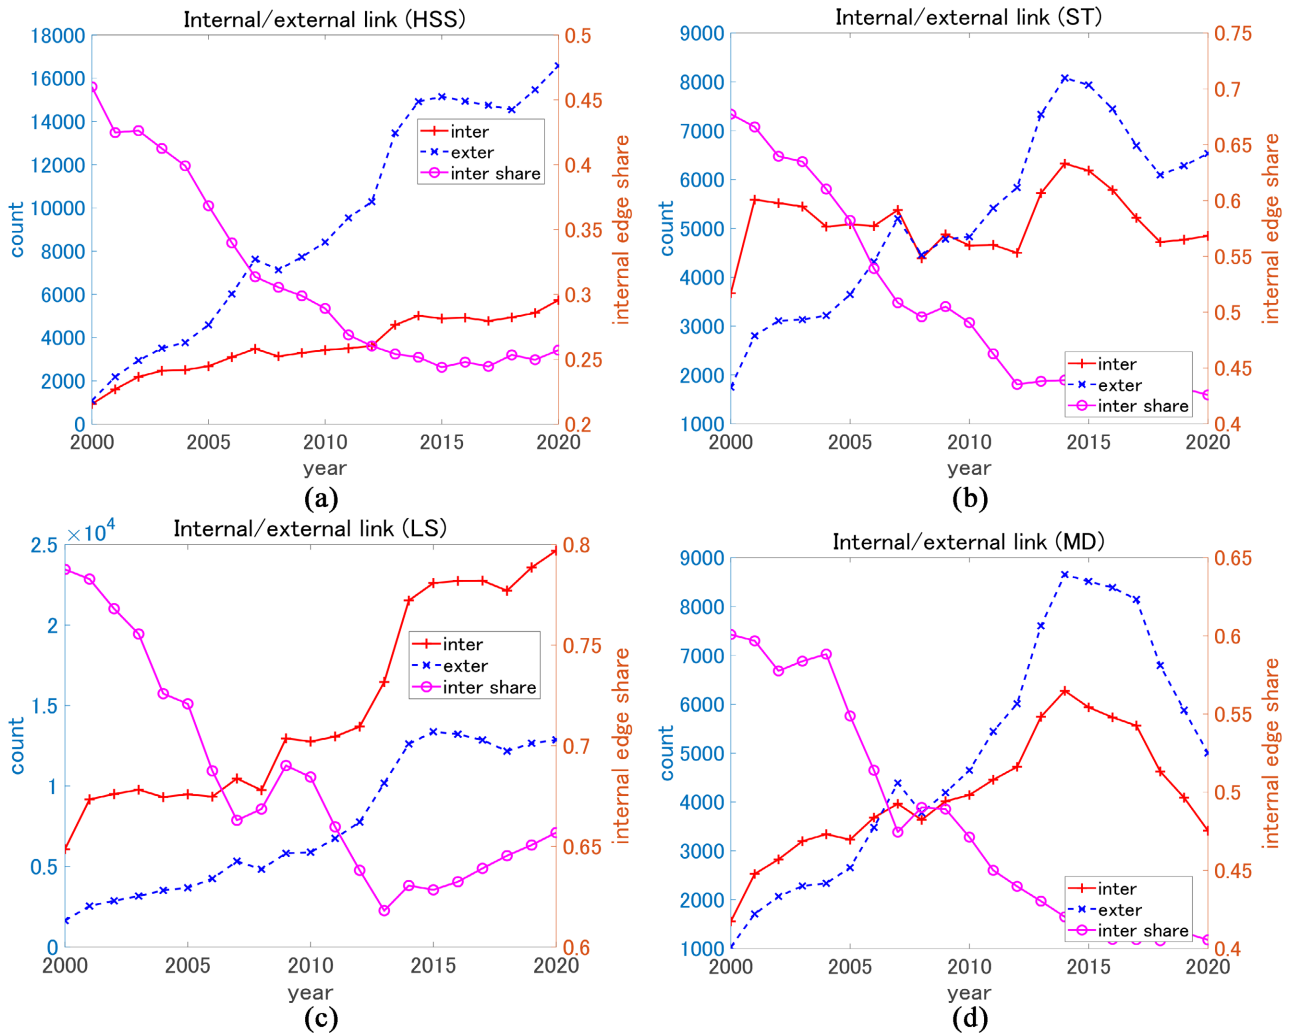 Internal/external link (HSS)
18000
16000
14000
12000
10000
8000
6000
4000
2000
0
count
0.5
0.45
0.4
0.35
0.3
0.25
0.2
internal edge share
inter
exter
inter share
2000 2005 2010 2015 2020
year
(a)
Internal/external link (ST)
9000
8000
7000
6000
5000
4000
3000
2000
1000
count
0.75
0.7
0.65
0.6
0.55
0.5
0.45
0.4
internal edge share
inter
exter
inter share
2000 2005 2010 2015 2020
year
(b)
Internal/external link (LS)
×10^4
2.5
2
1.5
1
0.5
0
count
0.8
0.75
0.7
0.65
0.6
internal edge share
inter
exter
inter share
2000 2005 2010 2015 2020
year
(c)
Internal/external link (MD)
9000
8000
7000
6000
5000
4000
3000
2000
1000
count
0.65
0.6
0.55
0.5
0.45
0.4
internal edge share
inter
exter
inter share
2000 2005 2010 2015 2020
year
(d)